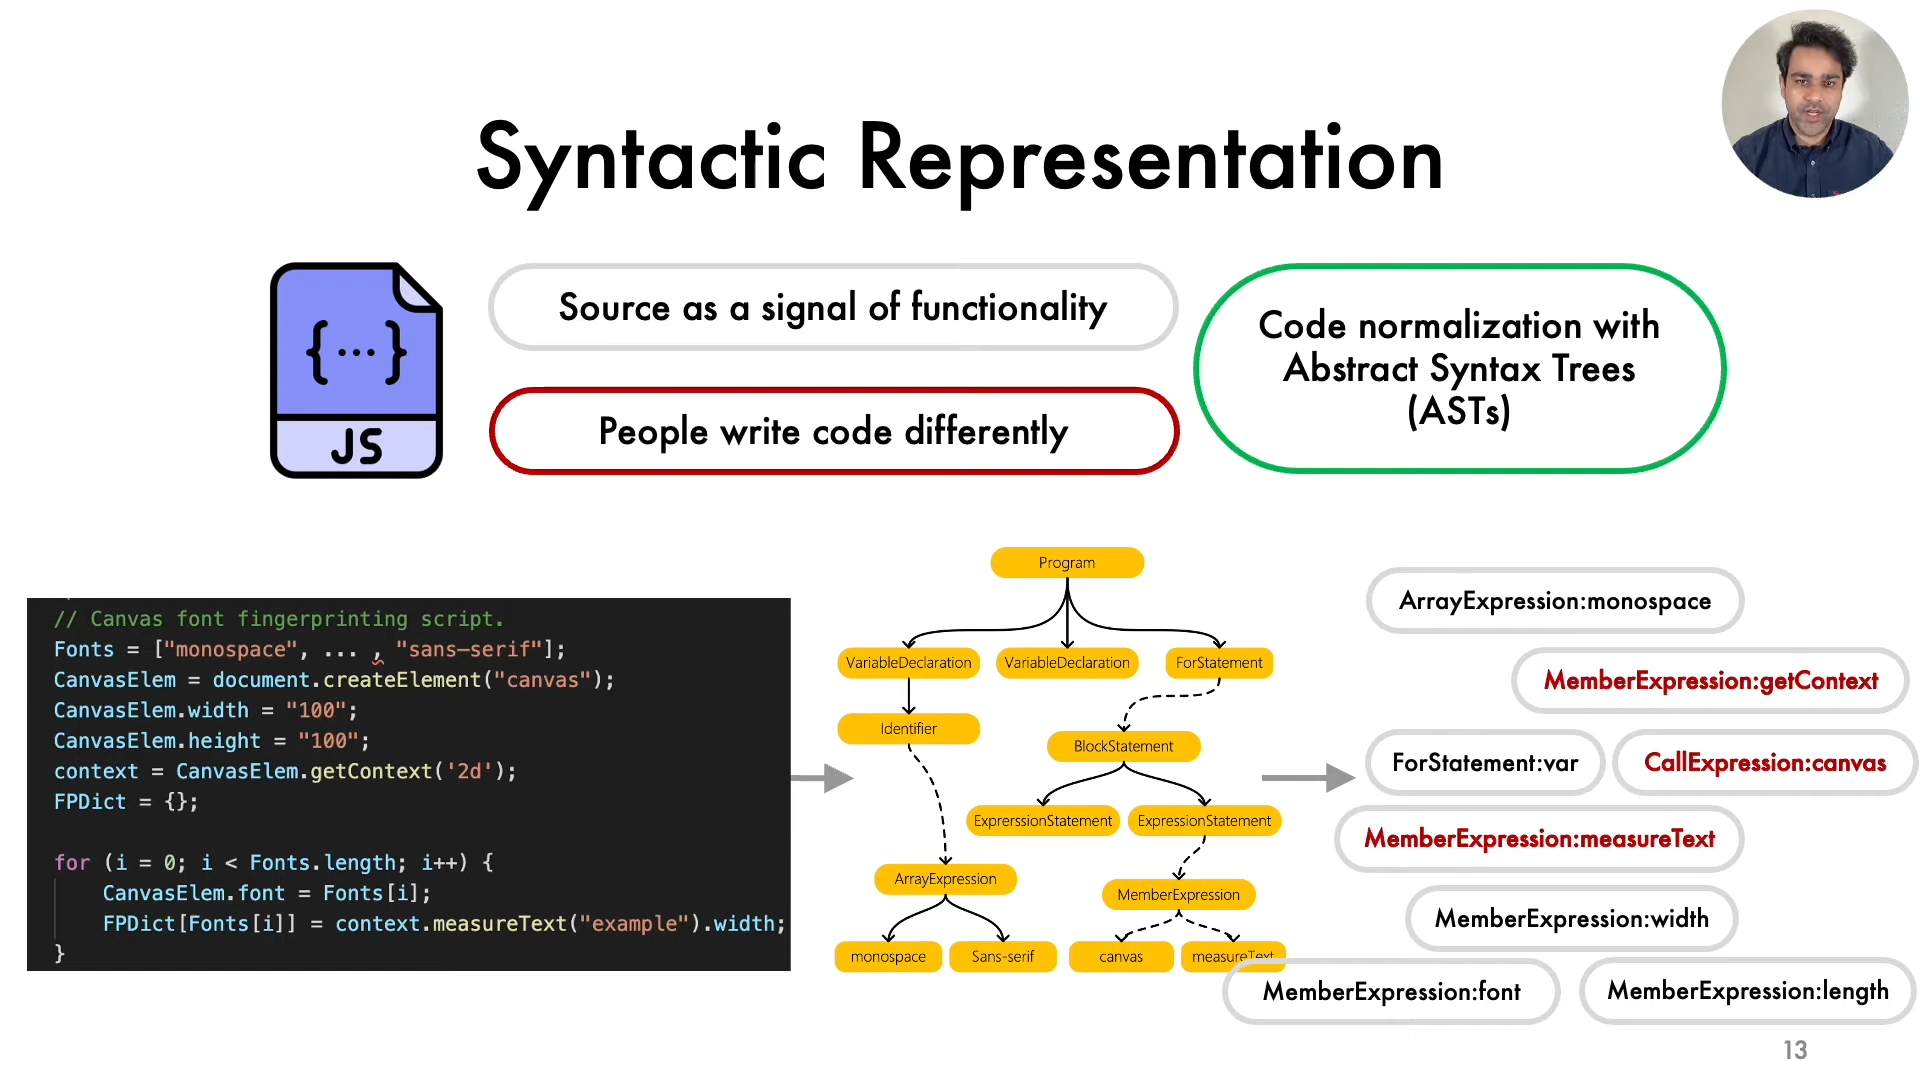 Syntactic Representation
{...}
JS
Source as a signal of functionality
People write code differently
Code normalization with
Abstract Syntax Trees
(ASTs)
// Canvas font fingerprinting script.
Fonts = ["monospace", ... , "sans-serif"];
CanvasElem = document.createElement("canvas");
CanvasElem.width = "100";
CanvasElem.height = "100";
context = CanvasElem.getContext('2d');
FPDict = {};
for (i = 0; i < Fonts.length; i++) {
CanvasElem.font = Fonts[i];
FPDict[Fonts[i]] = context.measureText("example").width;
}
Program
VariableDeclaration
VariableDeclaration
ForStatement
Identifier
BlockStatement
ExprerssionStatement
ExpressionStatement
ArrayExpression
MemberExpression
monospace
Sans-serif
canvas
measureText
ArrayExpression:monospace
MemberExpression:getContext
ForStatement:var
CallExpression:canvas
MemberExpression:measureText
MemberExpression:width
MemberExpression:font
MemberExpression:length
13